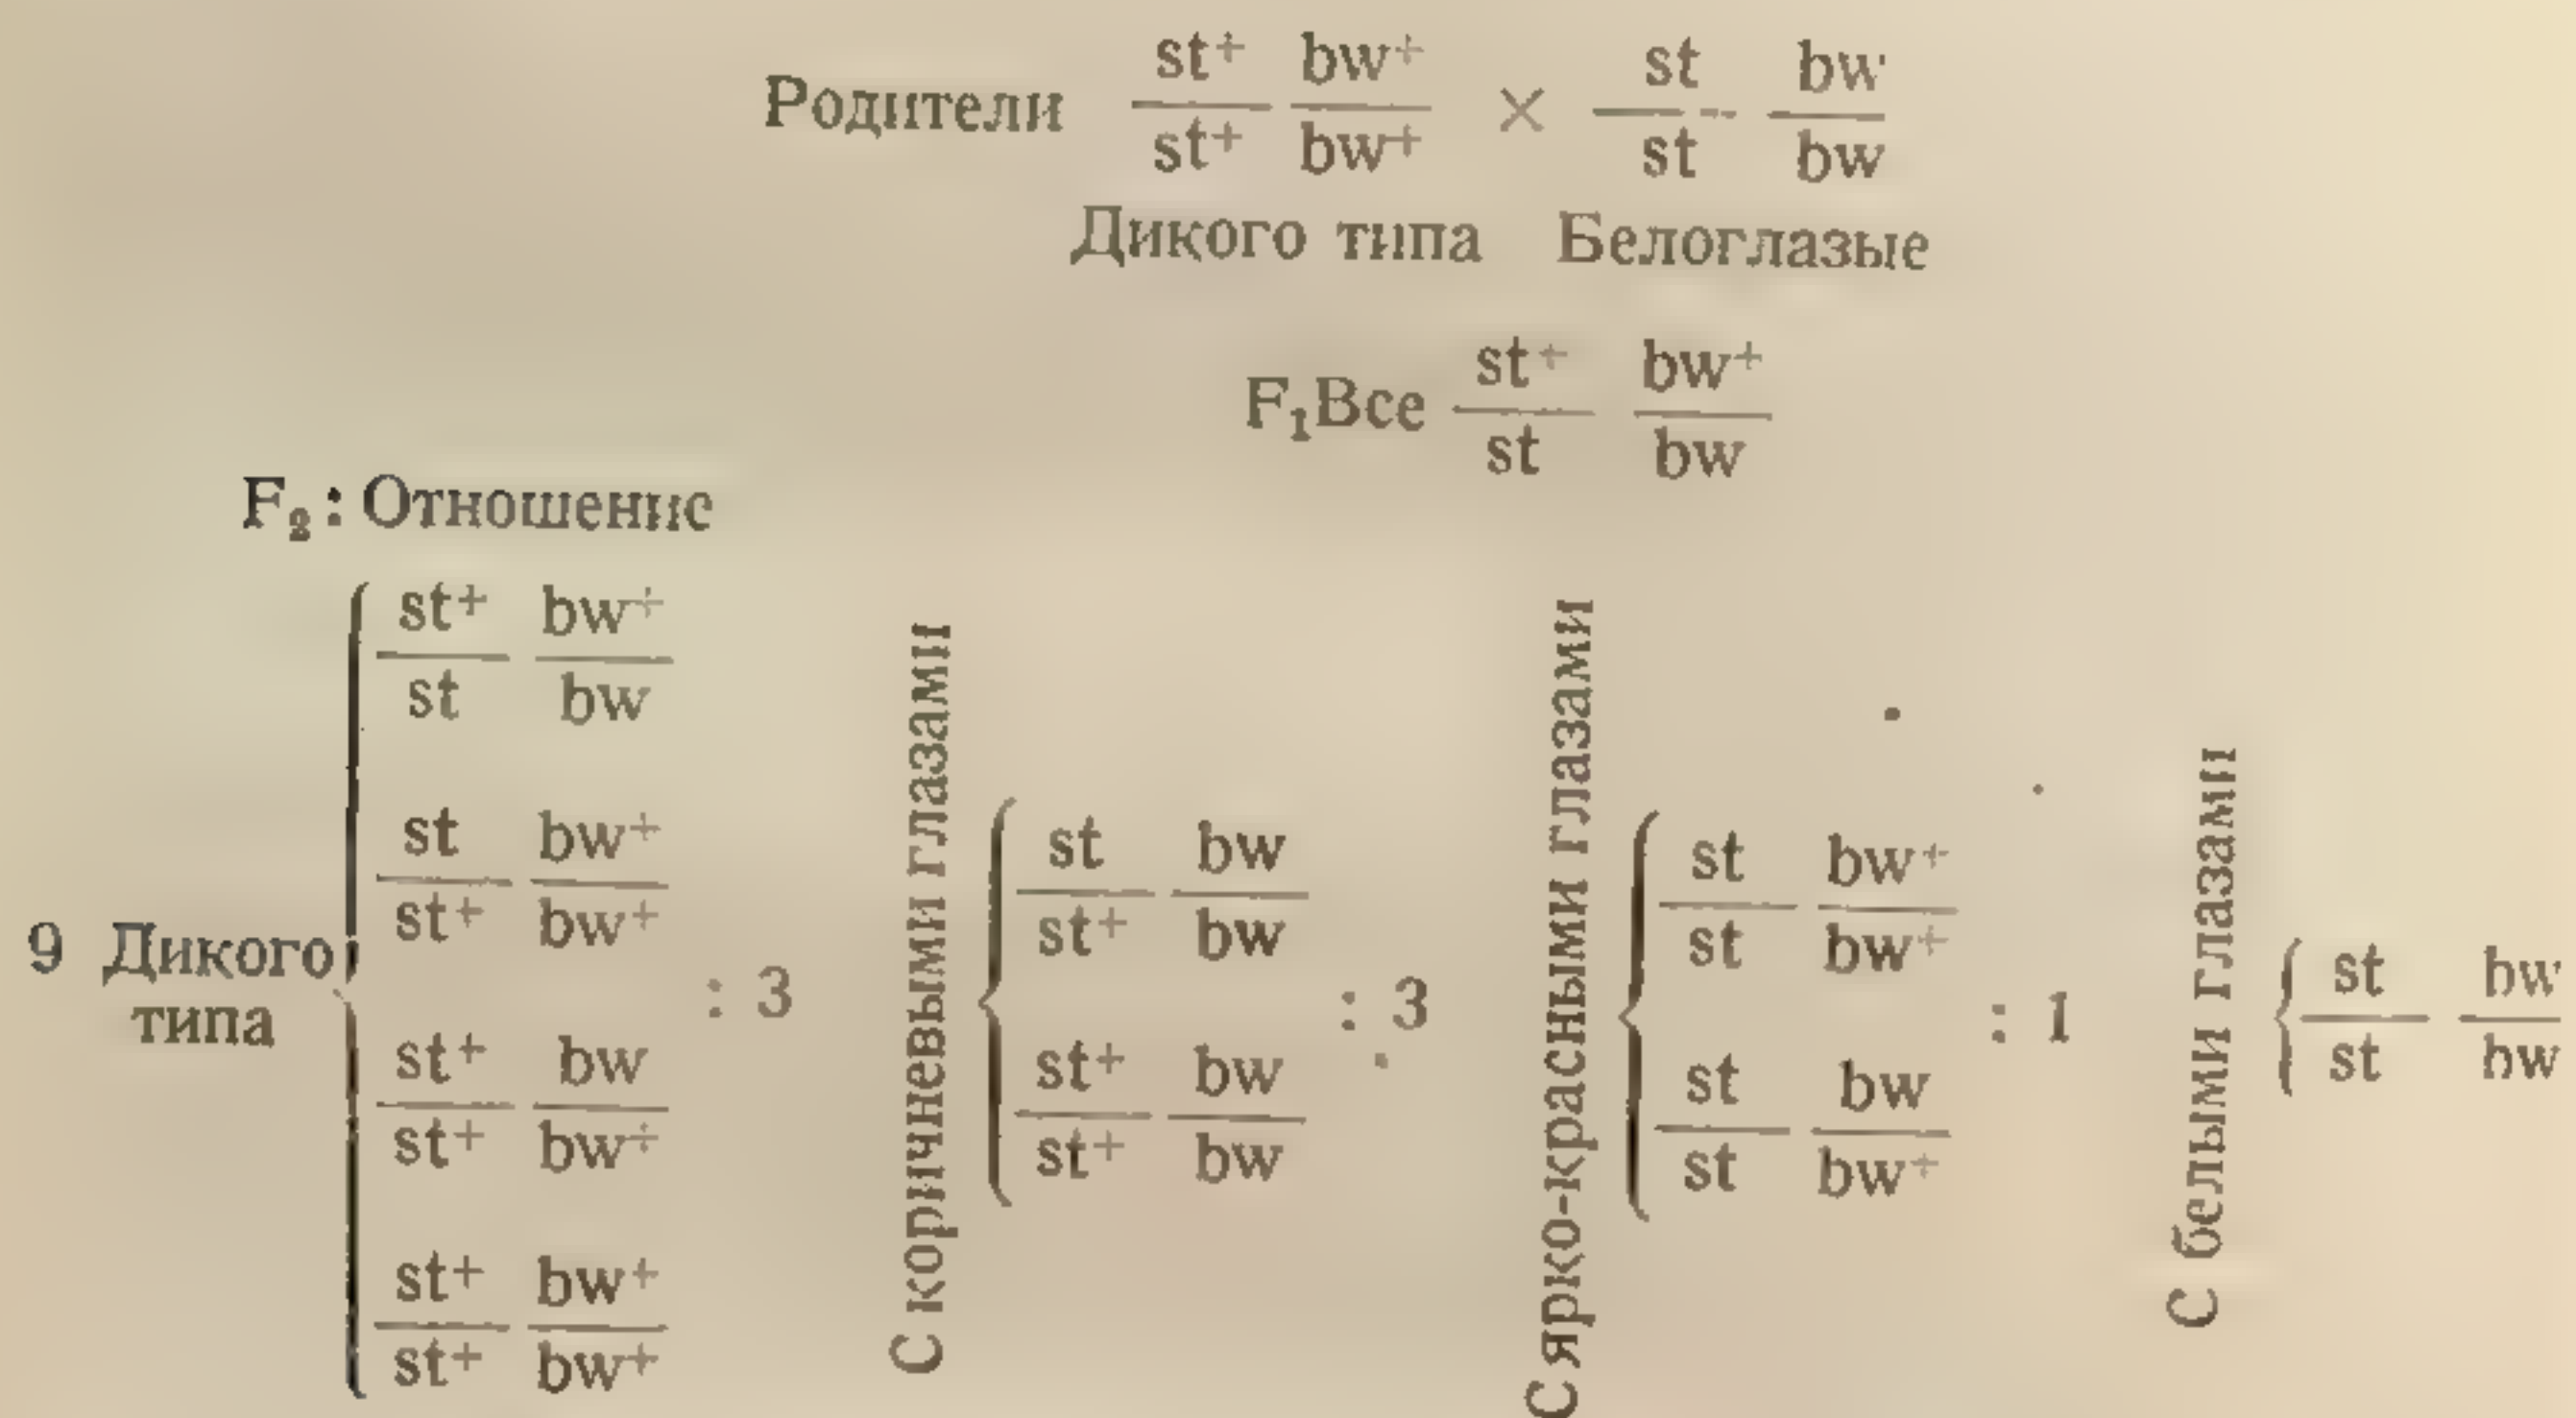 Родители st⁺/st⁺ bw⁺/bw⁺ × st/st bw/bw
Дикого типа Белоглазые
F₁ Все st⁺/st bw⁺/bw
F₂: Отношение
9 Дикого типа
st⁺/st bw⁺/bw
st/st⁺ bw⁺/bw⁺
st⁺/st⁺ bw/bw⁺
st⁺/st⁺ bw⁺/bw⁺
: 3
С коричневыми глазами
st/st⁺ bw/bw
st⁺/st⁺ bw/bw
: 3
С ярко-красными глазами
st/st bw⁺/bw⁺
st/st bw/bw⁺
: 1
С белыми глазами
st/st bw/bw